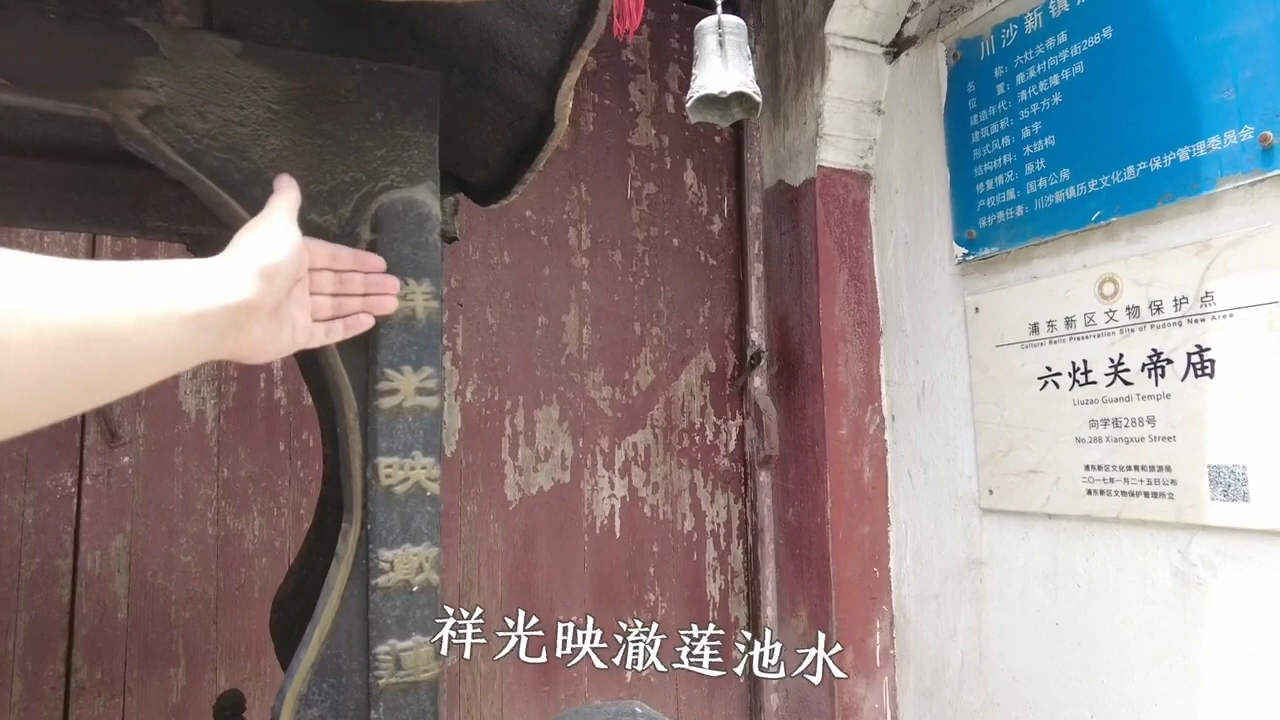 川沙新镇
名 称：六灶关帝庙
位 置：鹿溪村向学街288号
建造年代：清代乾隆年间
建筑面积：35平方米
形式风格：庙宇
结构材料：木结构
修复情况：原状
产权归属：国有公房
保护责任者：川沙新镇历史文化遗产保护管理委员会
浦东新区文物保护点
Cultural Relic Preservation Site of Pudong New Area
六灶关帝庙
Liuzao Guandi Temple
向学街288号
No.288 Xiangxue Street
浦东新区文化体育和旅游局
二〇一七年一月二十五日公布
浦东新区文物保护管理所立
祥光映澈蓮
祥光映澈莲池水